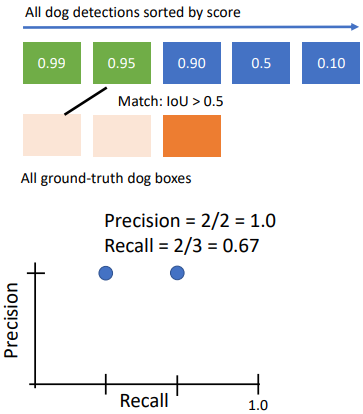 All dog detections sorted by score
0.99 0.95 0.90 0.5 0.10
Match: IoU > 0.5
All ground-truth dog boxes
Precision = 2/2 = 1.0
Recall = 2/3 = 0.67
Precision
Recall
1.0